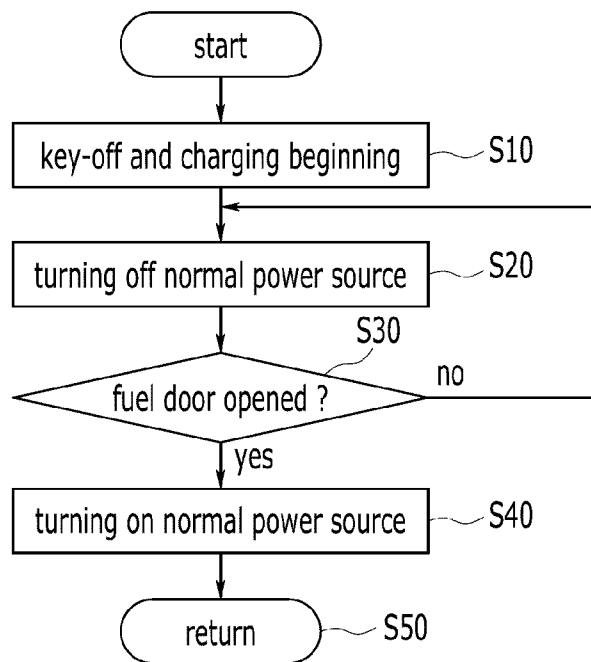 start
key-off and charging beginning
S10
turning off normal power source
S20
S30
fuel door opened ?
no
yes
turning on normal power source
S40
return
S50